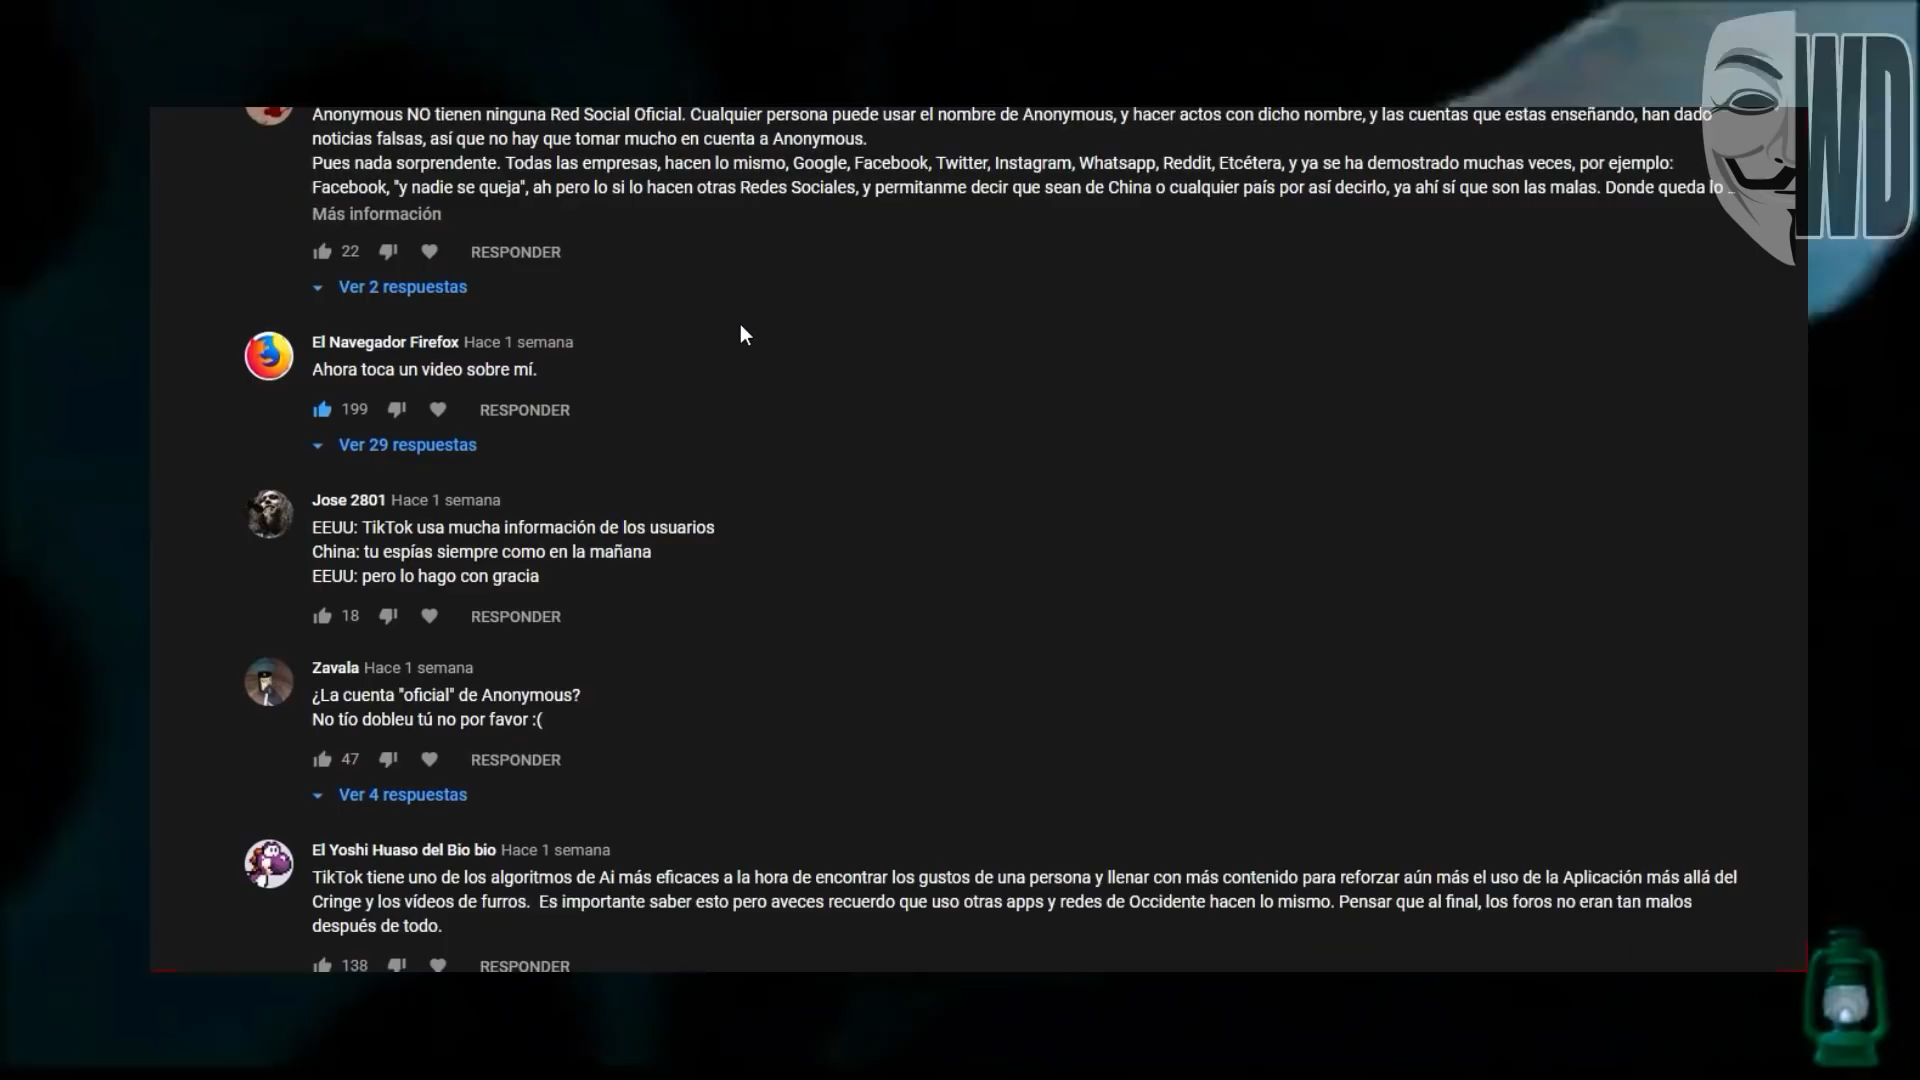 WD
Anonymous NO tienen ninguna Red Social Oficial. Cualquier persona puede usar el nombre de Anonymous, y hacer actos con dicho nombre, y las cuentas que estas enseñando, han dado
noticias falsas, así que no hay que tomar mucho en cuenta a Anonymous.
Pues nada sorprendente. Todas las empresas, hacen lo mismo, Google, Facebook, Twitter, Instagram, Whatsapp, Reddit, Etcétera, y ya se ha demostrado muchas veces, por ejemplo:
Facebook, "y nadie se queja", ah pero lo si lo hacen otras Redes Sociales, y permitanme decir que sean de China o cualquier país por así decirlo, ya ahí sí que son las malas. Donde queda lo ...
Más información
22 RESPONDER
Ver 2 respuestas
El Navegador Firefox Hace 1 semana
Ahora toca un video sobre mí.
199 RESPONDER
Ver 29 respuestas
Jose 2801 Hace 1 semana
EEUU: TikTok usa mucha información de los usuarios
China: tu espías siempre como en la mañana
EEUU: pero lo hago con gracia
18 RESPONDER
Zavala Hace 1 semana
¿La cuenta "oficial" de Anonymous?
No tío dobleu tú no por favor :(
47 RESPONDER
Ver 4 respuestas
El Yoshi Huaso del Bio bio Hace 1 semana
TikTok tiene uno de los algoritmos de Ai más eficaces a la hora de encontrar los gustos de una persona y llenar con más contenido para reforzar aún más el uso de la Aplicación más allá del
Cringe y los vídeos de furros. Es importante saber esto pero aveces recuerdo que uso otras apps y redes de Occidente hacen lo mismo. Pensar que al final, los foros no eran tan malos
después de todo.
138 RESPONDER